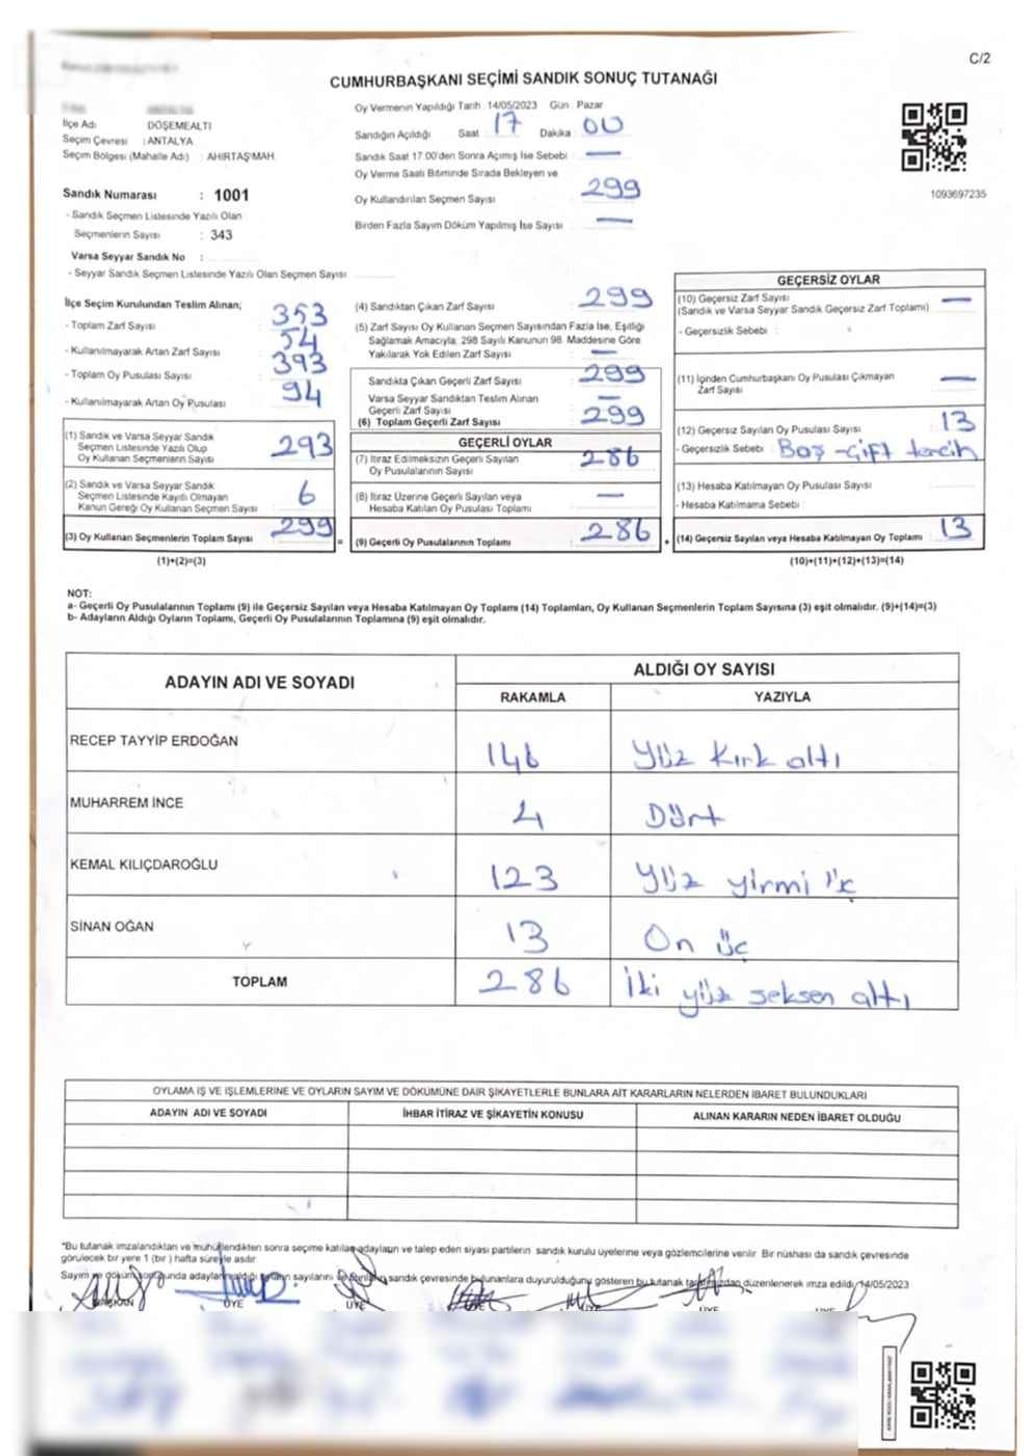 C/2
CUMHURBAŞKANI SEÇİMİ SANDIK SONUÇ TUTANAĞI
İlçe Adı DÖŞEMEALTI
Seçim Çevresi : ANTALYA
Seçim Bölgesi (Mahalle Adı) : AHIRTAŞ MAH.
Sandık Numarası : 1001
- Sandık Seçmen Listesinde Yazılı Olan
Seçmenlerin Sayısı : 343
Varsa Seyyar Sandık No :
- Seyyar Sandık Seçmen Listesinde Yazılı Olan Seçmen Sayısı
Oy Vermenin Yapıldığı Tarih 14/05/2023 Gün : Pazar
Sandığın Açıldığı Saat 17 Dakika 00
Sandık Saat 17.00'den Sonra Açılmış İse Sebebi : —
Oy Verme Saati Bitiminde Sırada Bekleyen ve
Oy Kullandırılan Seçmen Sayısı 299
Birden Fazla Sayım Döküm Yapılmış İse Sayısı —
1093697235
İlçe Seçim Kurulundan Teslim Alınan;
- Toplam Zarf Sayısı 353
- Kullanılmayarak Artan Zarf Sayısı 54
- Toplam Oy Pusulası Sayısı 393
- Kullanılmayarak Artan Oy Pusulası 94
(1) Sandık ve Varsa Seyyar Sandık
Seçmen Listesinde Yazılı Olup
Oy Kullanan Seçmenlerin Sayısı 293
(2) Sandık ve Varsa Seyyar Sandık
Seçmen Listesinde Kayıtlı Olmayan
Kanun Gereği Oy Kullanan Seçmen Sayısı 6
(3) Oy Kullanan Seçmenlerin Toplam Sayısı 299 =
(1)+(2)=(3)
(4) Sandıktan Çıkan Zarf Sayısı 299
(5) Zarf Sayısı Oy Kullanan Seçmen Sayısından Fazla İse, Eşitliği
Sağlamak Amacıyla; 298 Sayılı Kanunun 98. Maddesine Göre
Yakılarak Yok Edilen Zarf Sayısı —
Sandıkta Çıkan Geçerli Zarf Sayısı 299
Varsa Seyyar Sandıktan Teslim Alınan
Geçerli Zarf Sayısı —
(6) Toplam Geçerli Zarf Sayısı 299
GEÇERLİ OYLAR
(7) İtiraz Edilmeksizin Geçerli Sayılan
Oy Pusulalarının Sayısı 286
(8) İtiraz Üzerine Geçerli Sayılan veya
Hesaba Katılan Oy Pusulası Toplamı —
(9) Geçerli Oy Pusulalarının Toplamı 286 +
GEÇERSİZ OYLAR
(10) Geçersiz Zarf Sayısı —
(Sandık ve Varsa Seyyar Sandık Geçersiz Zarf Toplamı)
- Geçersizlik Sebebi :
(11) İçinden Cumhurbaşkanı Oy Pusulası Çıkmayan
Zarf Sayısı —
(12) Geçersiz Sayılan Oy Pusulası Sayısı 13
- Geçersizlik Sebebi Boş - Çift tercih
(13) Hesaba Katılmayan Oy Pusulası Sayısı
- Hesaba Katılmama Sebebi :
(14) Geçersiz Sayılan veya Hesaba Katılmayan Oy Toplamı 13
(10)+(11)+(12)+(13)=(14)
NOT:
a- Geçerli Oy Pusulalarının Toplamı (9) ile Geçersiz Sayılan veya Hesaba Katılmayan Oy Toplamı (14) Toplamları, Oy Kullanan Seçmenlerin Toplam Sayısına (3) eşit olmalıdır. (9)+(14)=(3)
b- Adayların Aldığı Oyların Toplamı, Geçerli Oy Pusulalarının Toplamına (9) eşit olmalıdır.
ADAYIN ADI VE SOYADI ALDIĞI OY SAYISI
RAKAMLA YAZIYLA
RECEP TAYYİP ERDOĞAN 146 Yüz Kırk altı
MUHARREM İNCE 4 Dört
KEMAL KILIÇDAROĞLU 123 Yüz yirmi üç
SİNAN OĞAN 13 On üç
TOPLAM 286 İki yüz seksen altı
OYLAMA İŞ VE İŞLEMLERİNE VE OYLARIN SAYIM VE DÖKÜMÜNE DAİR ŞİKAYETLERLE BUNLARA AİT KARARLARIN NELERDEN İBARET BULUNDUKLARI
ADAYIN ADI VE SOYADI İHBAR İTİRAZ VE ŞİKAYETİN KONUSU ALINAN KARARIN NEDEN İBARET OLDUĞU
*Bu tutanak imzalandıktan ve mühürlendikten sonra seçime katılan adayların ve talep eden siyasi partilerin sandık kurulu üyelerine veya gözlemcilerine verilir. Bir nüshası da sandık çevresinde
görülecek bir yere 1 (bir) hafta süreyle asılır.
Sayım ve döküm sonunda adayların aldığı oyların sayılarını sandık çevresinde bulunanlara duyurulduğunu gösteren bu tutanak tarafımızdan düzenlenerek imza edildi. 14/05/2023
BAŞKAN ÜYE ÜYE ÜYE ÜYE ÜYE